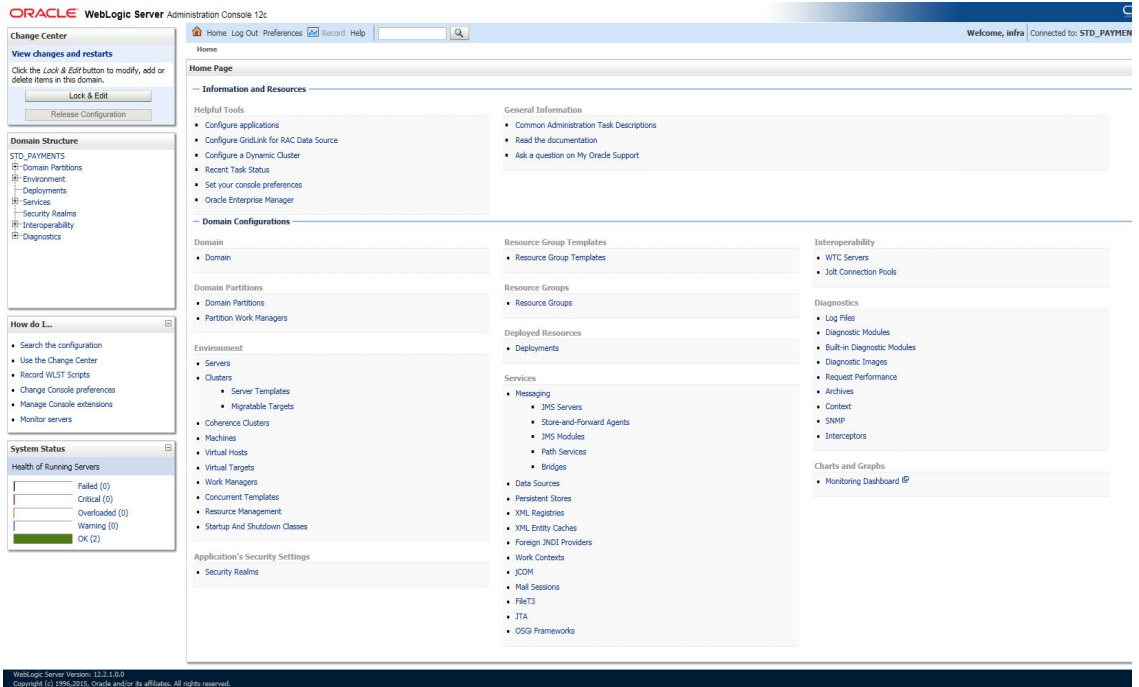 ORACLE WebLogic Server Administration Console 12c
Change Center
View changes and restarts
Click the Lock & Edit button to modify, add or
delete items in this domain.
Lock & Edit
Release Configuration
Domain Structure
STD_PAYMENTS
Domain Partitions
Environment
Deployments
Services
Security Realms
Interoperability
Diagnostics
How do I...
Search the configuration
Use the Change Center
Record WLST Scripts
Change Console preferences
Manage Console extensions
Monitor servers
System Status
Health of Running Servers
Failed (0)
Critical (0)
Overloaded (0)
Warning (0)
OK (2)
Home Log Out Preferences Record Help
Welcome, infra Connected to: STD_PAYMEN
Home
Home Page
Information and Resources
Helpful Tools
Configure applications
Configure GridLink for RAC Data Source
Configure a Dynamic Cluster
Recent Task Status
Set your console preferences
Oracle Enterprise Manager
General Information
Common Administration Task Descriptions
Read the documentation
Ask a question on My Oracle Support
Domain Configurations
Domain
Domain
Domain Partitions
Domain Partitions
Partition Work Managers
Environment
Servers
Clusters
Server Templates
Migratable Targets
Coherence Clusters
Machines
Virtual Hosts
Virtual Targets
Work Managers
Concurrent Templates
Resource Management
Startup And Shutdown Classes
Application's Security Settings
Security Realms
Resource Group Templates
Resource Group Templates
Resource Groups
Resource Groups
Deployed Resources
Deployments
Services
Messaging
JMS Servers
Store-and-Forward Agents
JMS Modules
Path Services
Bridges
Data Sources
Persistent Stores
XML Registries
XML Entity Caches
Foreign JNDI Providers
Work Contexts
jCOM
Mail Sessions
FileT3
JTA
OSGi Frameworks
Interoperability
WTC Servers
Jolt Connection Pools
Diagnostics
Log Files
Diagnostic Modules
Built-in Diagnostic Modules
Diagnostic Images
Request Performance
Archives
Context
SNMP
Interceptors
Charts and Graphs
Monitoring Dashboard
WebLogic Server Version: 12.2.1.0.0
Copyright (c) 1996,2015, Oracle and/or its affiliates. All rights reserved.